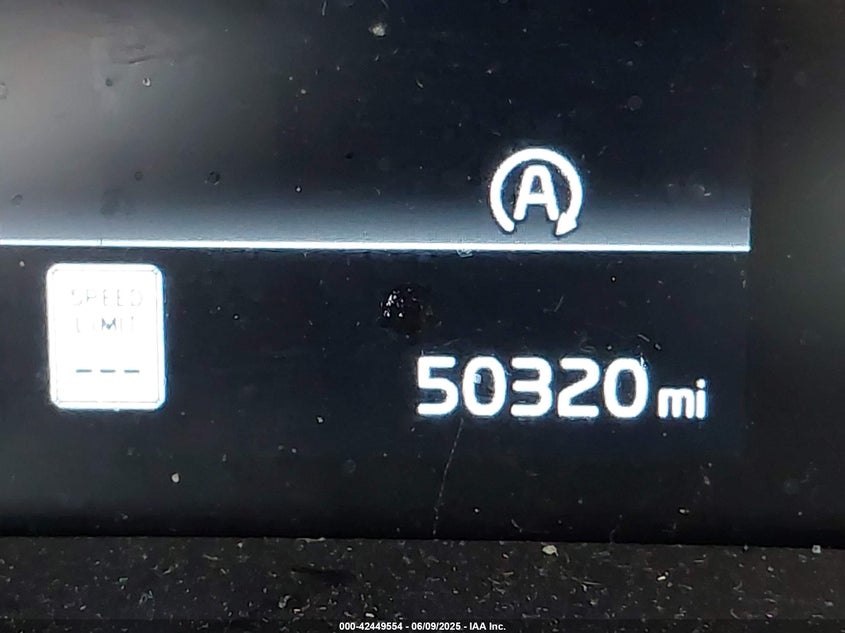 A
SPEED
LIMIT
---
50320 mi
000-42449554 - 06/09/2025 - IAA Inc.